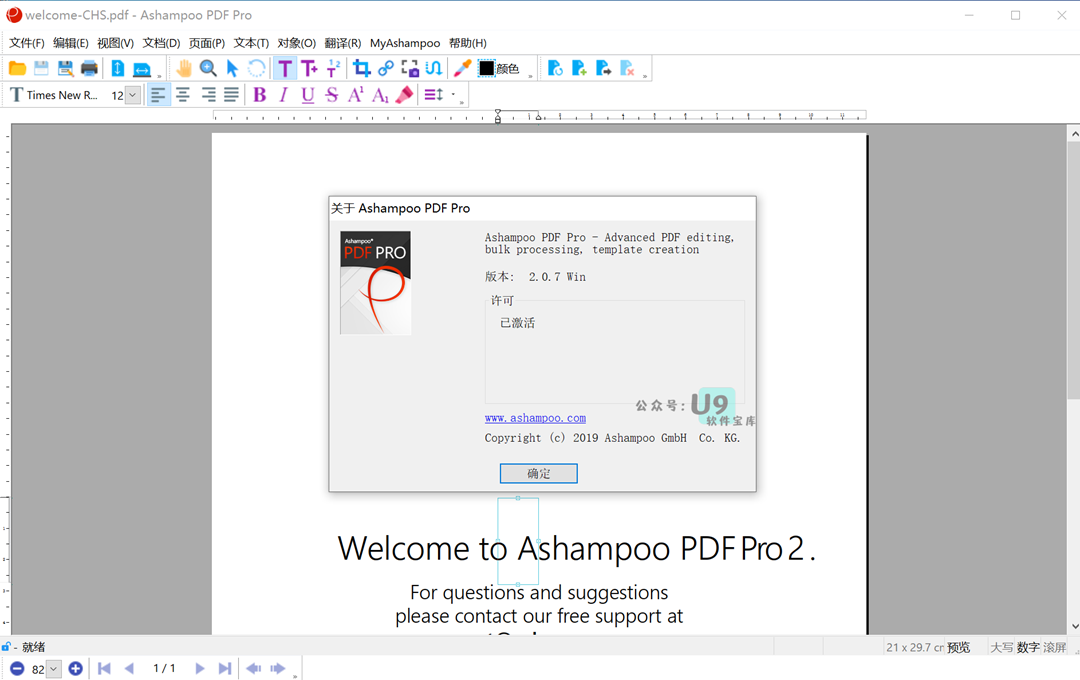 welcome-CHS.pdf - Ashampoo PDF Pro
文件(F) 编辑(E) 视图(V) 文档(D) 页面(P) 文本(T) 对象(O) 翻译(R) MyAshampoo 帮助(H)
颜色
Times New R... 12
关于 Ashampoo PDF Pro
Ashampoo®
PDF PRO
Ashampoo PDF Pro - Advanced PDF editing,
bulk processing, template creation
版本: 2.0.7 Win
许可
已激活
公众号: U9
软件宝库
www.ashampoo.com
Copyright (c) 2019 Ashampoo GmbH Co. KG.
确定
Welcome to Ashampoo PDF Pro 2.
For questions and suggestions
please contact our free support at
就绪
21 x 29.7 cm 预览 大写 数字 滚屏
82 1 / 1